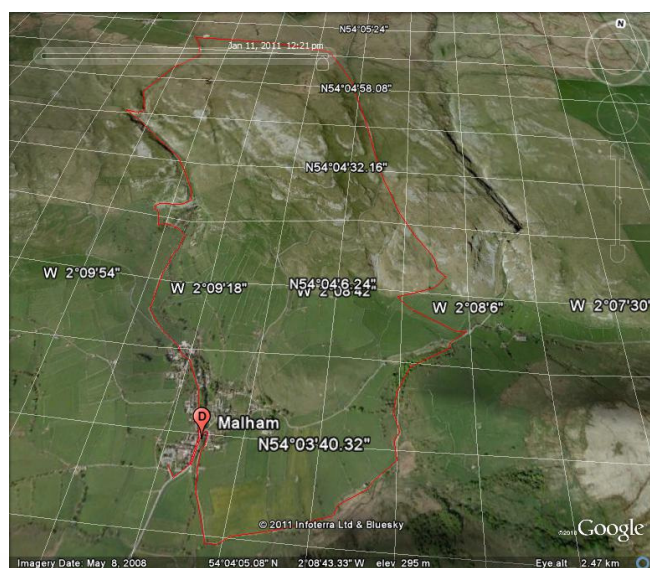 N54°05'24"
N
Jan 11, 2011 12:21 pm
N54°04'58.08"
N54°04'32.16"
W 2°09'54"
W 2°09'18"
N54°04'6.24"
W 2°08'42"
W 2°08'6"
W 2°07'30"
D
Malham
N54°03'40.32"
© 2011 Infoterra Ltd & Bluesky
©2010 Google
Imagery Date: May 8, 2008
54°04'05.08" N 2°08'43.33" W elev 295 m
Eye alt 2.47 km